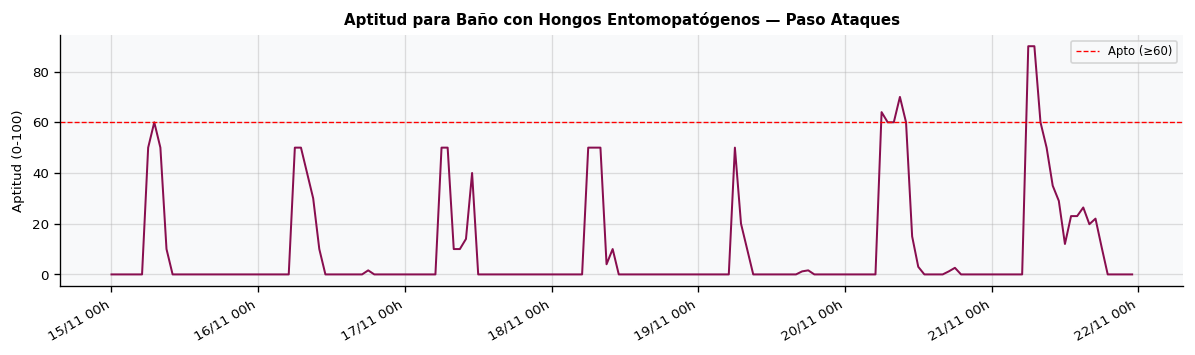 Aptitud para Baño con Hongos Entomopatógenos — Paso Ataques
Apto (≥60)
Aptitud (0-100)
80
60
40
20
0
15/11 00h
16/11 00h
17/11 00h
18/11 00h
19/11 00h
20/11 00h
21/11 00h
22/11 00h